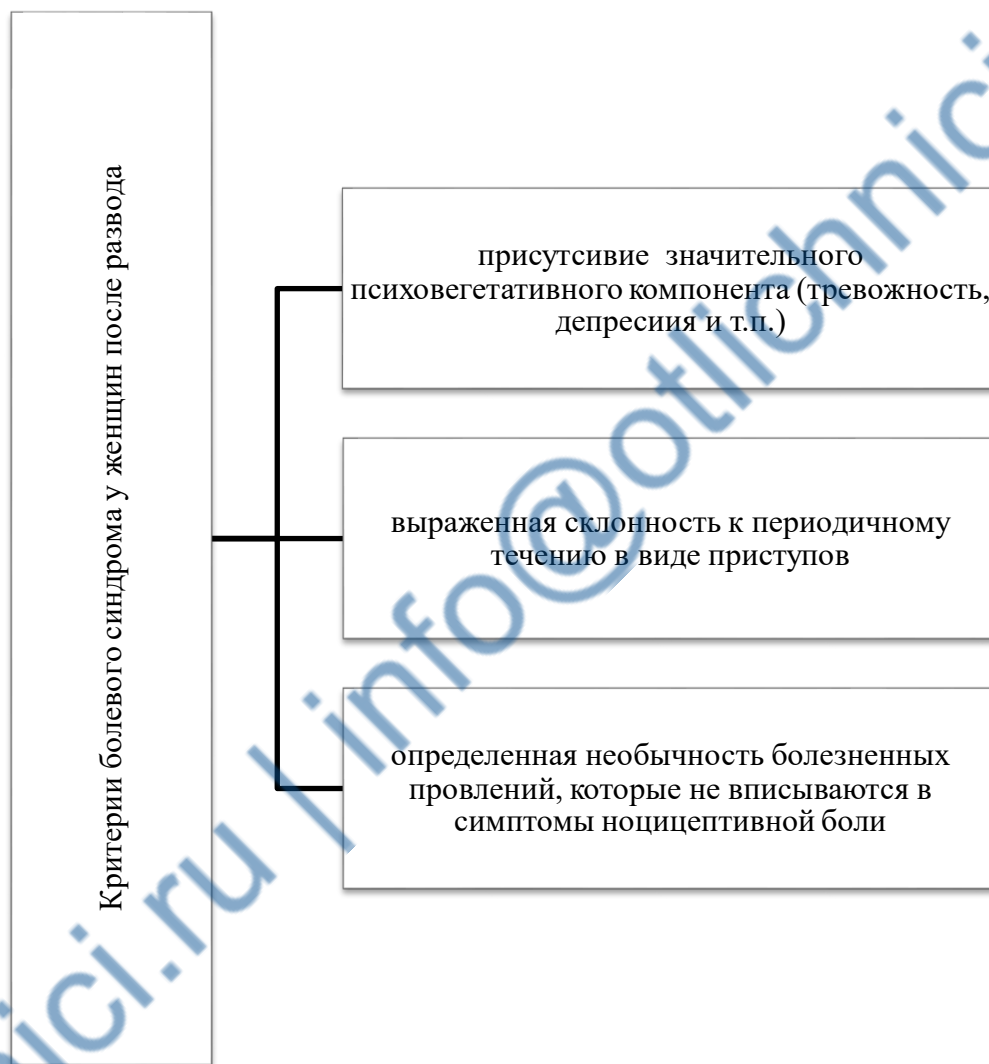 Критерии болевого синдрома у женщин после развода
присутсивие значительного
психовегетативного компонента (тревожность,
депресиия и т.п.)
выраженная склонность к периодичному
течению в виде приступов
определенная необычность болезненных
провлений, которые не вписываются в
симптомы ноцицептивной боли
nici.ru | info@otlichnici